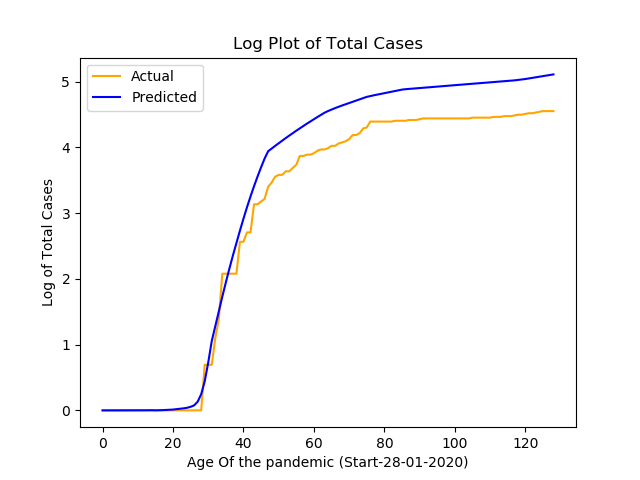 Log Plot of Total Cases
Actual
Predicted
5
4
3
2
1
0
Log of Total Cases
0 20 40 60 80 100 120
Age Of the pandemic (Start-28-01-2020)